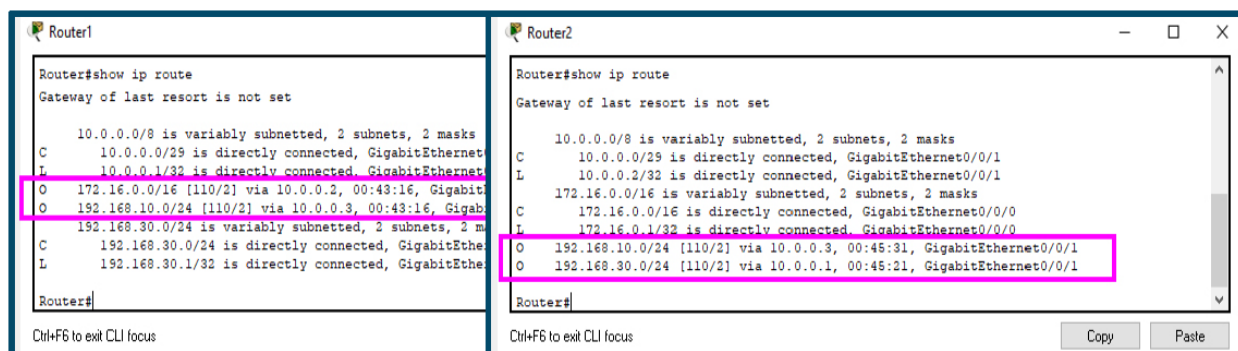 Router1
Router#show ip route
Gateway of last resort is not set
10.0.0.0/8 is variably subnetted, 2 subnets, 2 masks
C 10.0.0.0/29 is directly connected, GigabitEthernet
L 10.0.0.1/32 is directly connected, GigabitEthernet
O 172.16.0.0/16 [110/2] via 10.0.0.2, 00:43:16, Gigabit
O 192.168.10.0/24 [110/2] via 10.0.0.3, 00:43:16, Gigab
192.168.30.0/24 is variably subnetted, 2 subnets, 2 m
C 192.168.30.0/24 is directly connected, GigabitEthe
L 192.168.30.1/32 is directly connected, GigabitEthe
Router#
Ctrl+F6 to exit CLI focus
Router2
Router#show ip route
Gateway of last resort is not set
10.0.0.0/8 is variably subnetted, 2 subnets, 2 masks
C 10.0.0.0/29 is directly connected, GigabitEthernet0/0/1
L 10.0.0.2/32 is directly connected, GigabitEthernet0/0/1
172.16.0.0/16 is variably subnetted, 2 subnets, 2 masks
C 172.16.0.0/16 is directly connected, GigabitEthernet0/0/0
L 172.16.0.1/32 is directly connected, GigabitEthernet0/0/0
O 192.168.10.0/24 [110/2] via 10.0.0.3, 00:45:31, GigabitEthernet0/0/1
O 192.168.30.0/24 [110/2] via 10.0.0.1, 00:45:21, GigabitEthernet0/0/1
Router#
Ctrl+F6 to exit CLI focus
Copy Paste